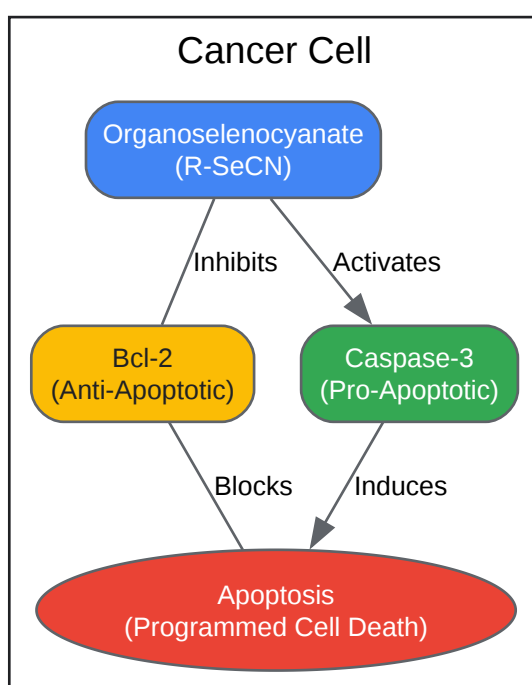 Cancer Cell
Organoselenocyanate
(R-SeCN)
Inhibits
Activates
Bcl-2
(Anti-Apoptotic)
Caspase-3
(Pro-Apoptotic)
Blocks
Induces
Apoptosis
(Programmed Cell Death)